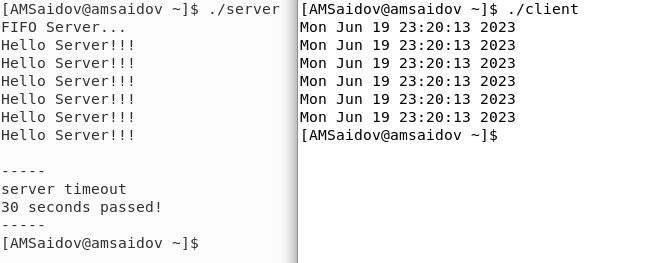 [AMSaidov@amsaidov ~]$ ./server
FIFO Server...
Hello Server!!!
Hello Server!!!
Hello Server!!!
Hello Server!!!
Hello Server!!!
Hello Server!!!
-----
server timeout
30 seconds passed!
-----
[AMSaidov@amsaidov ~]$
[AMSaidov@amsaidov ~]$ ./client
Mon Jun 19 23:20:13 2023
Mon Jun 19 23:20:13 2023
Mon Jun 19 23:20:13 2023
Mon Jun 19 23:20:13 2023
Mon Jun 19 23:20:13 2023
Mon Jun 19 23:20:13 2023
[AMSaidov@amsaidov ~]$